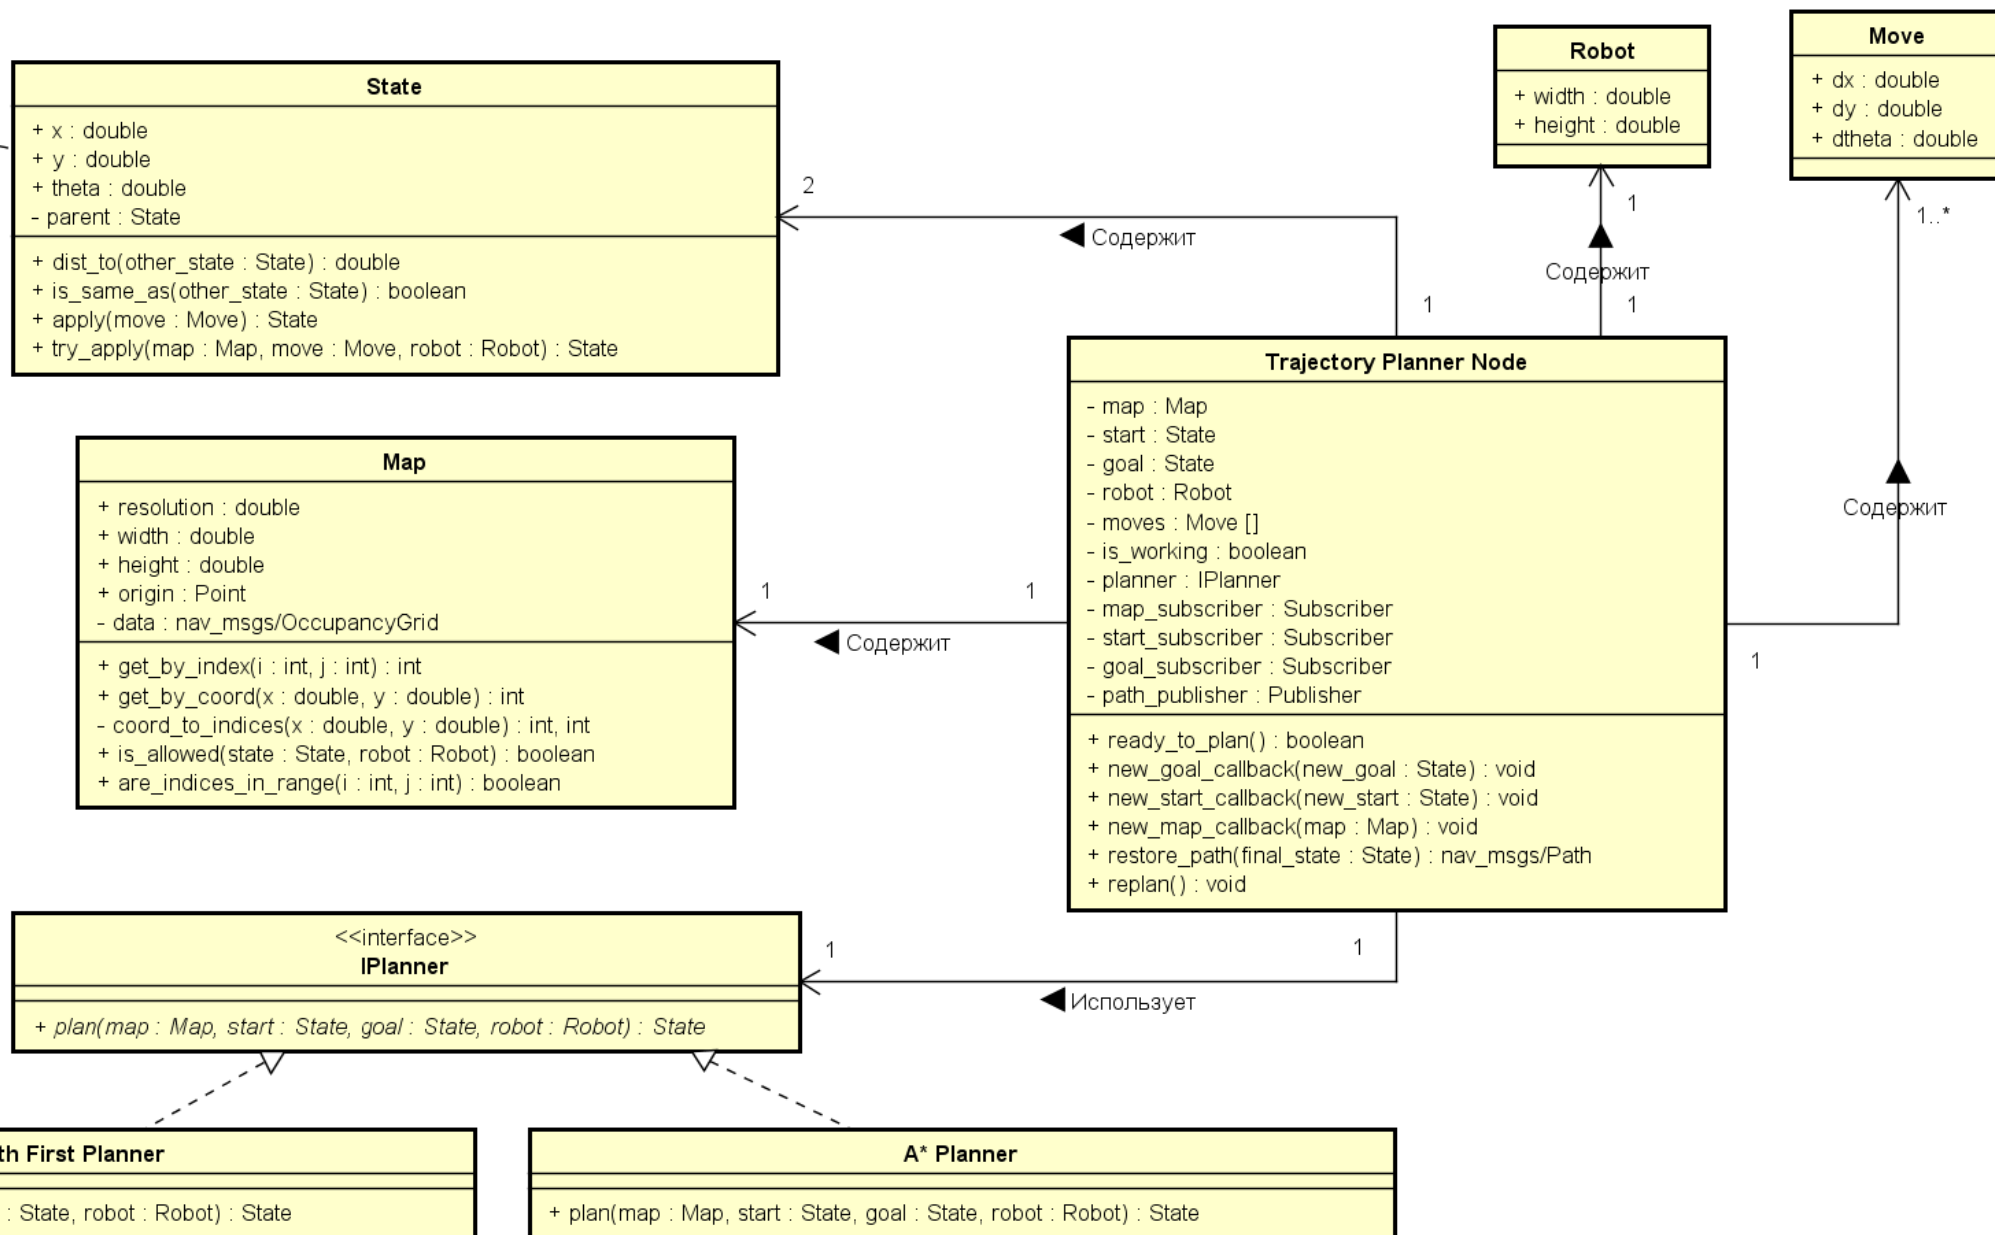 State
+ x : double
+ y : double
+ theta : double
- parent : State
+ dist_to(other_state : State) : double
+ is_same_as(other_state : State) : boolean
+ apply(move : Move) : State
+ try_apply(map : Map, move : Move, robot : Robot) : State
2
Содержит
1
Robot
+ width : double
+ height : double
1
Содержит
1
Move
+ dx : double
+ dy : double
+ dtheta : double
1..*
Содержит
1
Trajectory Planner Node
- map : Map
- start : State
- goal : State
- robot : Robot
- moves : Move []
- is_working : boolean
- planner : IPlanner
- map_subscriber : Subscriber
- start_subscriber : Subscriber
- goal_subscriber : Subscriber
- path_publisher : Publisher
+ ready_to_plan() : boolean
+ new_goal_callback(new_goal : State) : void
+ new_start_callback(new_start : State) : void
+ new_map_callback(map : Map) : void
+ restore_path(final_state : State) : nav_msgs/Path
+ replan() : void
Map
+ resolution : double
+ width : double
+ height : double
+ origin : Point
- data : nav_msgs/OccupancyGrid
+ get_by_index(i : int, j : int) : int
+ get_by_coord(x : double, y : double) : int
- coord_to_indices(x : double, y : double) : int, int
+ is_allowed(state : State, robot : Robot) : boolean
+ are_indices_in_range(i : int, j : int) : boolean
1
1
Содержит
<<interface>>
IPlanner
+ plan(map : Map, start : State, goal : State, robot : Robot) : State
1
1
Использует
th First Planner
: State, robot : Robot) : State
A* Planner
+ plan(map : Map, start : State, goal : State, robot : Robot) : State